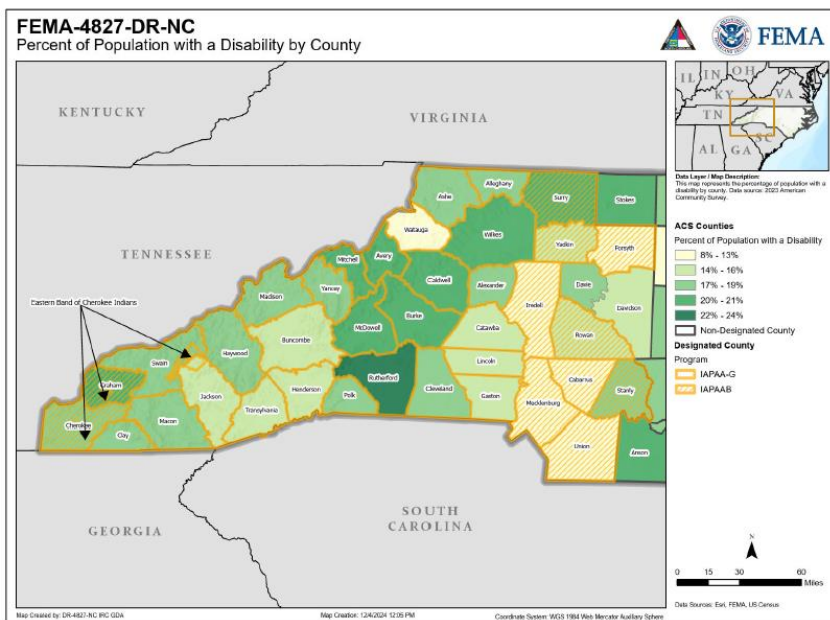 FEMA-4827-DR-NC
Percent of Population with a Disability by County
FEMA
KENTUCKY
VIRGINIA
TENNESSEE
GEORGIA
SOUTH
CAROLINA
Eastern Band of Cherokee Indians
Ashe
Alleghany
Surry
Stokes
Watauga
Wilkes
Yadkin
Forsyth
Mitchell
Avery
Caldwell
Alexander
Iredell
Davie
Davidson
Madison
Yancey
Burke
McDowell
Catawba
Rowan
Buncombe
Haywood
Swain
Graham
Jackson
Henderson
Rutherford
Lincoln
Cabarrus
Stanly
Cherokee
Clay
Macon
Transylvania
Polk
Cleveland
Gaston
Mecklenburg
Union
Anson
IL
IN
OH
KY
VA
TN
SC
AL
GA
Data Layer / Map Description:
This map represents the percentage of population with a
disability by county. Data source: 2023 American
Community Survey.
ACS Counties
Percent of Population with a Disability
8% - 13%
14% - 16%
17% - 19%
20% - 21%
22% - 24%
Non-Designated County
Designated County
Program
IAPAA-G
IAPAAB
N
0 15 30 60
Miles
Data Sources: Esri, FEMA, US Census
Map Created by: DR-4827-NC IRC GDA
Map Creation: 12/4/2024 12:05 PM
Coordinate System: WGS 1984 Web Mercator Auxiliary Sphere